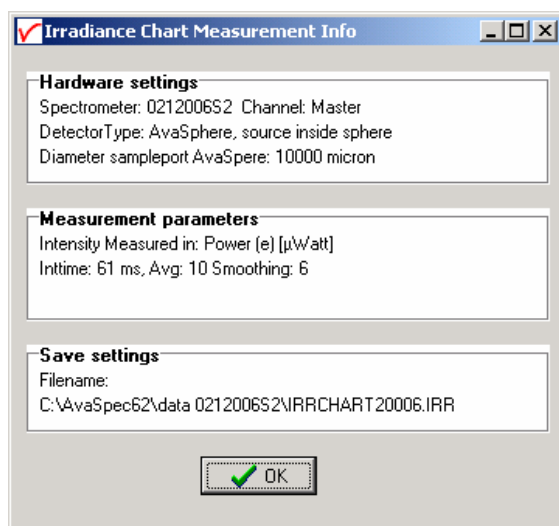 Irradiance Chart Measurement Info
Hardware settings
Spectrometer: 0212006S2 Channel: Master
DetectorType: AvaSphere, source inside sphere
Diameter sampleport AvaSpere: 10000 micron
Measurement parameters
Intensity Measured in: Power (e) [µWatt]
Inttime: 61 ms, Avg: 10 Smoothing: 6
Save settings
Filename:
C:\AvaSpec62\data 0212006S2\IRRCHART20006.IRR
OK